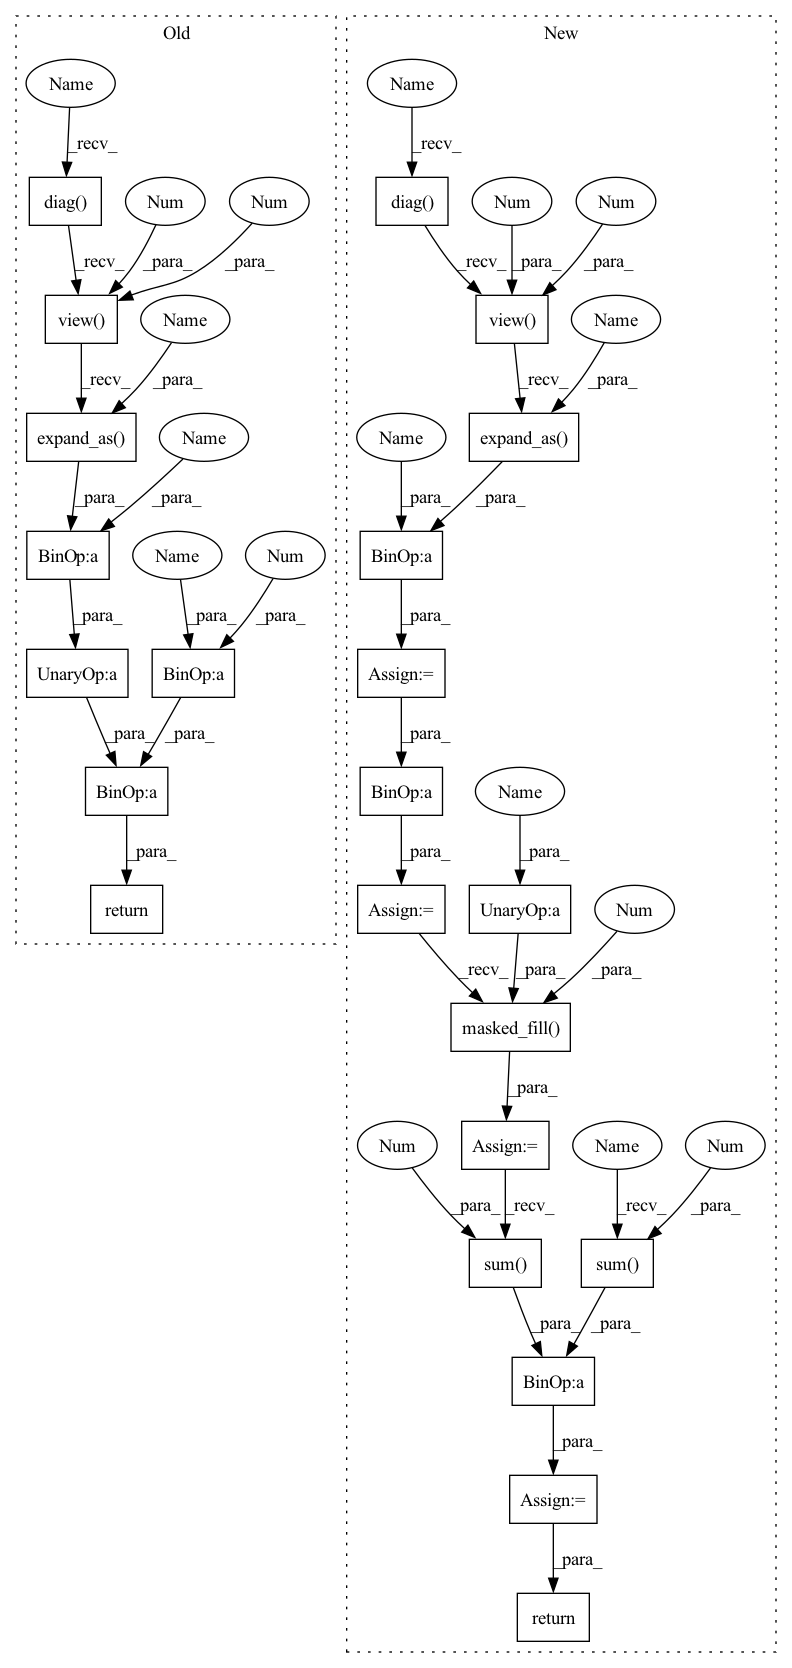 Old
New
Name
Name
_recv_
_recv_
diag()
Num
Num
diag()
Num
Num
_recv_
_para_
_para_
_recv_
_para_
_para_
view()
Name
view()
Name
_recv_
_para_
_recv_
_para_
expand_as()
Name
Name
expand_as()
_para_
_para_
_para_
_para_
BinOp:a
Name
Num
BinOp:a
_para_
_para_
_para_
_para_
UnaryOp:a
BinOp:a
Assign:=
_para_
_para_
_para_
BinOp:a
BinOp:a
Name
_para_
_para_
_para_
return
Assign:=
UnaryOp:a
Num
_recv_
_para_
_para_
masked_fill()
_para_
Num
Assign:=
Name
Num
_para_
_recv_
_recv_
_para_
sum()
sum()
_para_
_para_
BinOp:a
_para_
Assign:=
_para_
return